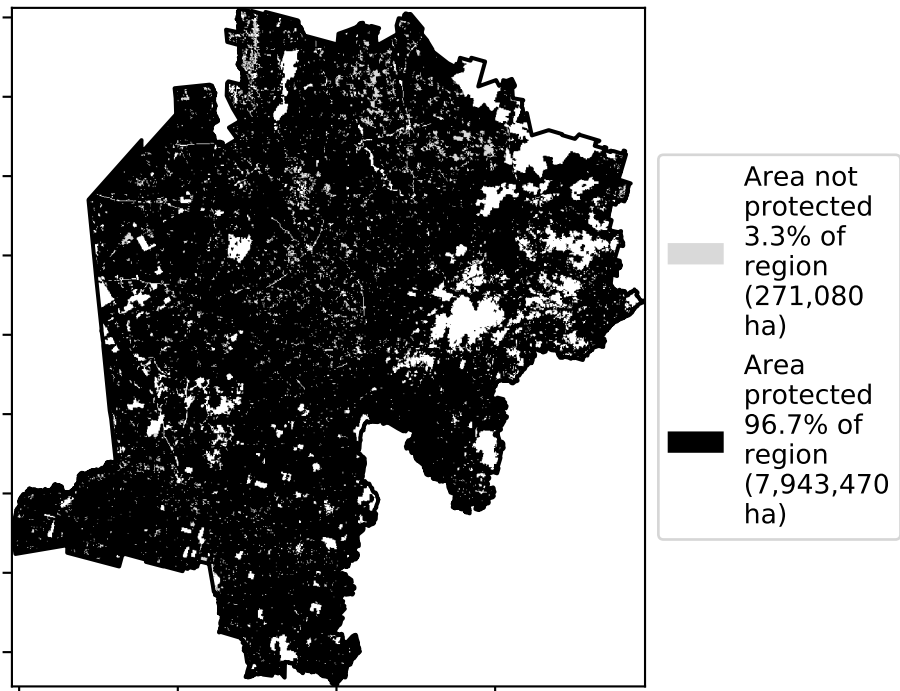 Area not
protected
3.3% of
region
(271,080
ha)
Area
protected
96.7% of
region
(7,943,470
ha)